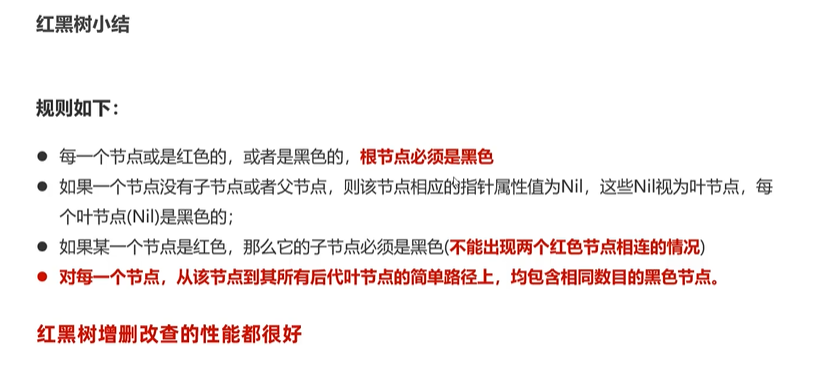 红黑树小结
规则如下：
● 每一个节点或是红色的，或者是黑色的，根节点必须是黑色
● 如果一个节点没有子节点或者父节点，则该节点相应的指针属性值为Nil，这些Nil视为叶节点，每
个叶节点(Nil)是黑色的；
● 如果某一个节点是红色，那么它的子节点必须是黑色(不能出现两个红色节点相连的情况)
● 对每一个节点，从该节点到其所有后代叶节点的简单路径上，均包含相同数目的黑色节点。
红黑树增删改查的性能都很好